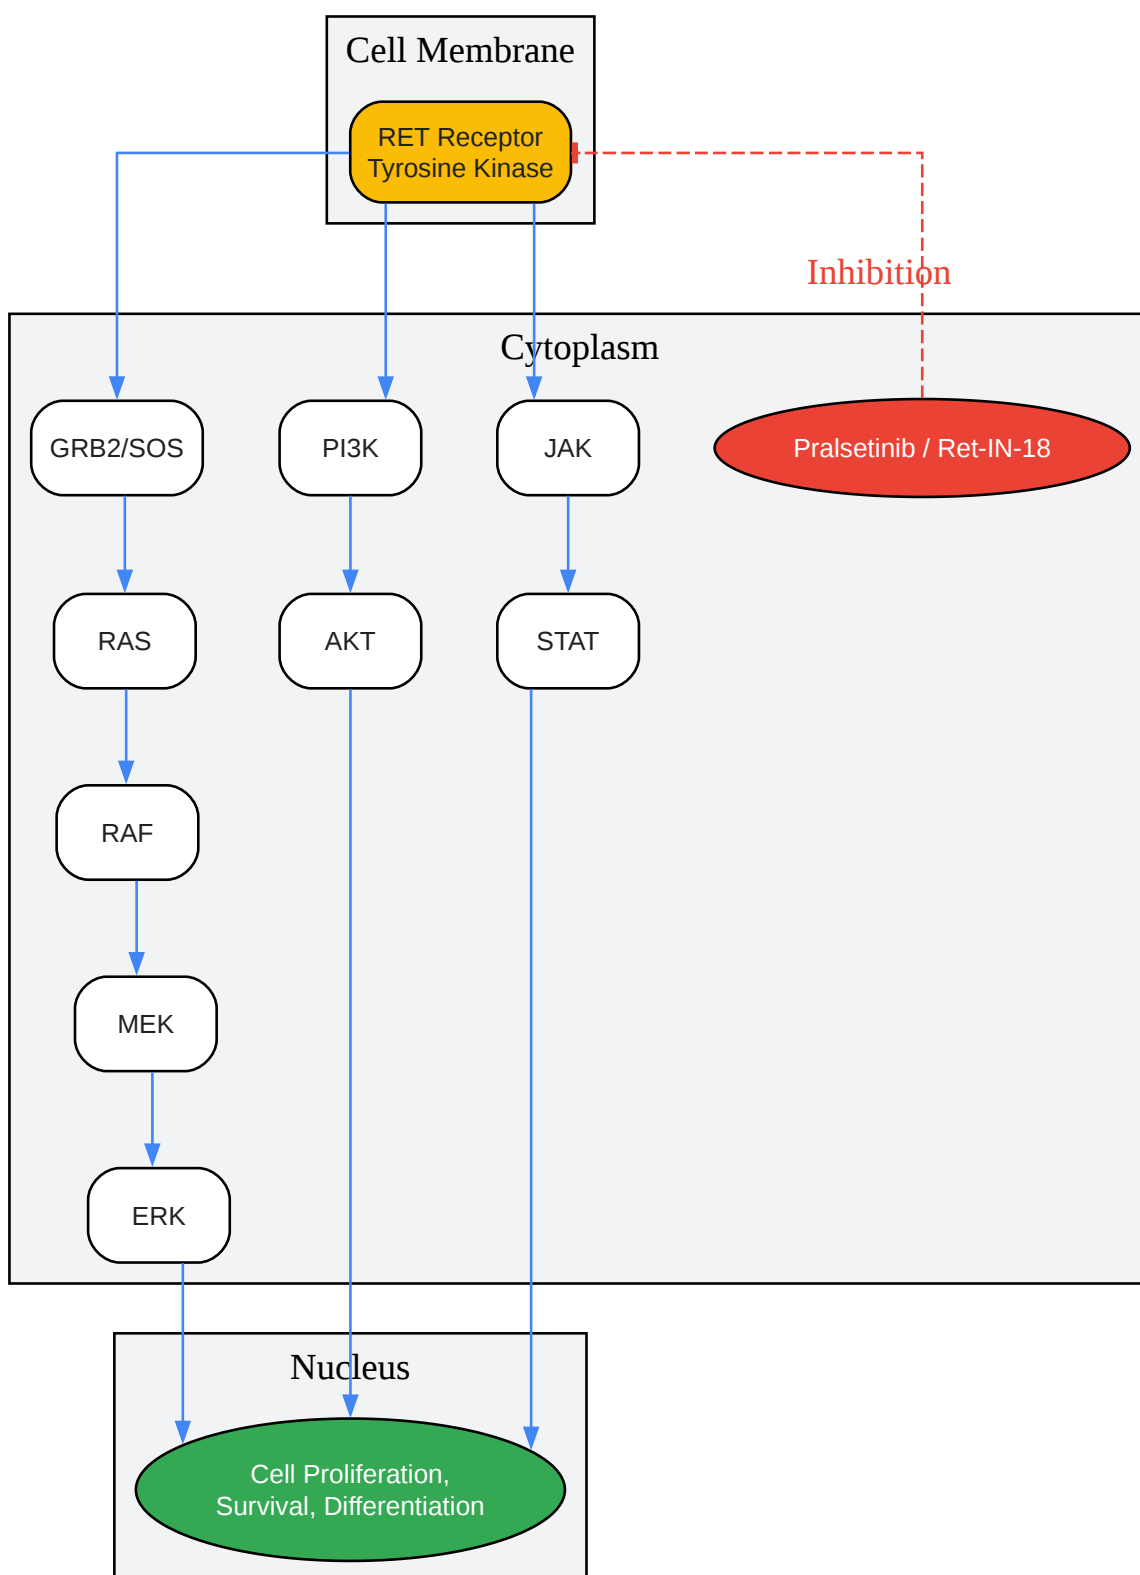 Cell Membrane
RET Receptor
Tyrosine Kinase
Inhibition
Cytoplasm
GRB2/SOS
PI3K
JAK
Pralsetinib / Ret-IN-18
RAS
AKT
STAT
RAF
MEK
ERK
Nucleus
Cell Proliferation,
Survival, Differentiation